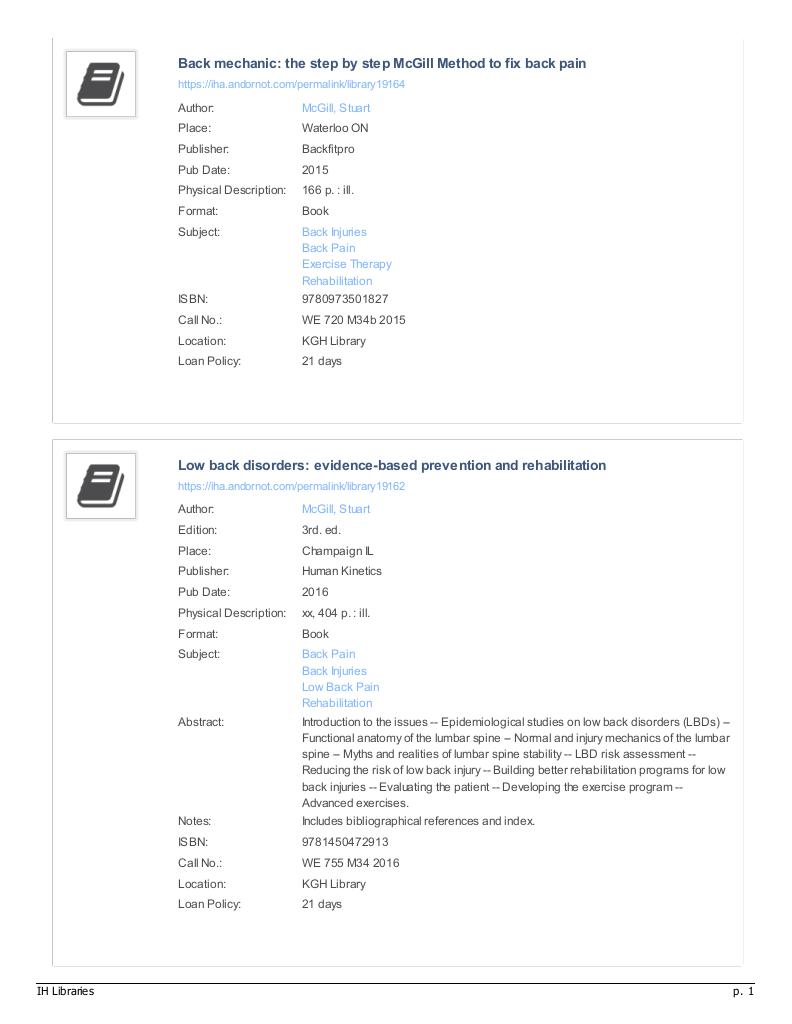 Back mechanic: the step by step McGill Method to fix back pain
https://iha.andornot.com/permalink/library19164
Author: McGill, Stuart
Place: Waterloo ON
Publisher: Backfitpro
Pub Date: 2015
Physical Description: 166 p. : ill.
Format: Book
Subject: Back Injuries
Back Pain
Exercise Therapy
Rehabilitation
ISBN: 9780973501827
Call No.: WE 720 M34b 2015
Location: KGH Library
Loan Policy: 21 days
Low back disorders: evidence-based prevention and rehabilitation
https://iha.andornot.com/permalink/library19162
Author: McGill, Stuart
Edition: 3rd. ed.
Place: Champaign IL
Publisher: Human Kinetics
Pub Date: 2016
Physical Description: xx, 404 p. : ill.
Format: Book
Subject: Back Pain
Back Injuries
Low Back Pain
Rehabilitation
Abstract: Introduction to the issues -- Epidemiological studies on low back disorders (LBDs) –
Functional anatomy of the lumbar spine – Normal and injury mechanics of the lumbar
spine – Myths and realities of lumbar spine stability -- LBD risk assessment --
Reducing the risk of low back injury -- Building better rehabilitation programs for low
back injuries -- Evaluating the patient -- Developing the exercise program --
Advanced exercises.
Notes: Includes bibliographical references and index.
ISBN: 9781450472913
Call No.: WE 755 M34 2016
Location: KGH Library
Loan Policy: 21 days
IH Libraries p. 1